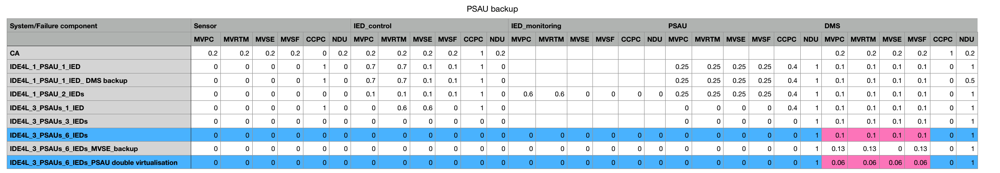 PSAU backup
System/Failure component Sensor IED_control IED_monitoring PSAU DMS
MVPC MVRTM MVSE MVSF CCPC NDU MVPC MVRTM MVSE MVSF CCPC NDU MVPC MVRTM MVSE MVSF CCPC NDU MVPC MVRTM MVSE MVSF CCPC NDU MVPC MVRTM MVSE MVSF CCPC NDU
CA 0.2 0.2 0.2 0.2 0 0.2 0.2 0.2 0.2 0.2 1 0.2 0.2 0.2 0.2 0.2 1 0.2
IDE4L_1_PSAU_1_IED 0 0 0 0 1 0 0.7 0.7 0.1 0.1 1 0 0.25 0.25 0.25 0.25 0.4 1 0.1 0.1 0.1 0.1 0 1
IDE4L_1_PSAU_1_IED_ DMS backup 0 0 0 0 1 0 0.7 0.7 0.1 0.1 1 0 0.25 0.25 0.25 0.25 0.4 1 0.1 0.1 0.1 0.1 0 0.5
IDE4L_1_PSAU_2_IEDs 0 0 0 0 0 0 0.1 0.1 0.1 0.1 1 0 0.6 0.6 0 0 0 0 0.25 0.25 0.25 0.25 0.4 1 0.1 0.1 0.1 0.1 0 1
IDE4L_3_PSAUs_1_IED 0 0 0 0 1 0 0 0.6 0.6 0 1 0 0 0 0 0 0.4 1 0.1 0.1 0.1 0.1 0 1
IDE4L_3_PSAUs_3_IEDs 0 0 0 0 0 0 0 0 0 0 0 0 0 0 0 0 0 1 0.1 0.1 0.1 0.1 0 1
IDE4L_3_PSAUs_6_IEDs 0 0 0 0 0 0 0 0 0 0 0 0 0 0 0 0 0 0 0 0 0 0 0 1 0.1 0.1 0.1 0.1 0 1
IDE4L_3_PSAUs_6_IEDs_MVSE_backup 0 0 0 0 0 0 0 0 0 0 0 0 0 0 0 0 0 0 0 0 0 0 0 1 0.13 0.13 0 0.13 0 1
IDE4L_3_PSAUs_6_IEDs_PSAU double virtualisation 0 0 0 0 0 0 0 0 0 0 0 0 0 0 0 0 0 0 0 0 0 0 0 1 0.06 0.06 0.06 0.06 0 1